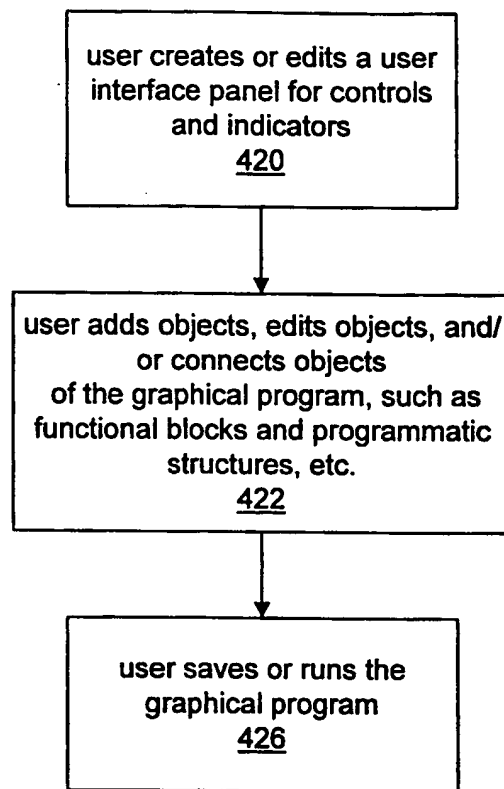 user creates or edits a user
interface panel for controls
and indicators
420
user adds objects, edits objects, and/
or connects objects
of the graphical program, such as
functional blocks and programmatic
structures, etc.
422
user saves or runs the
graphical program
426